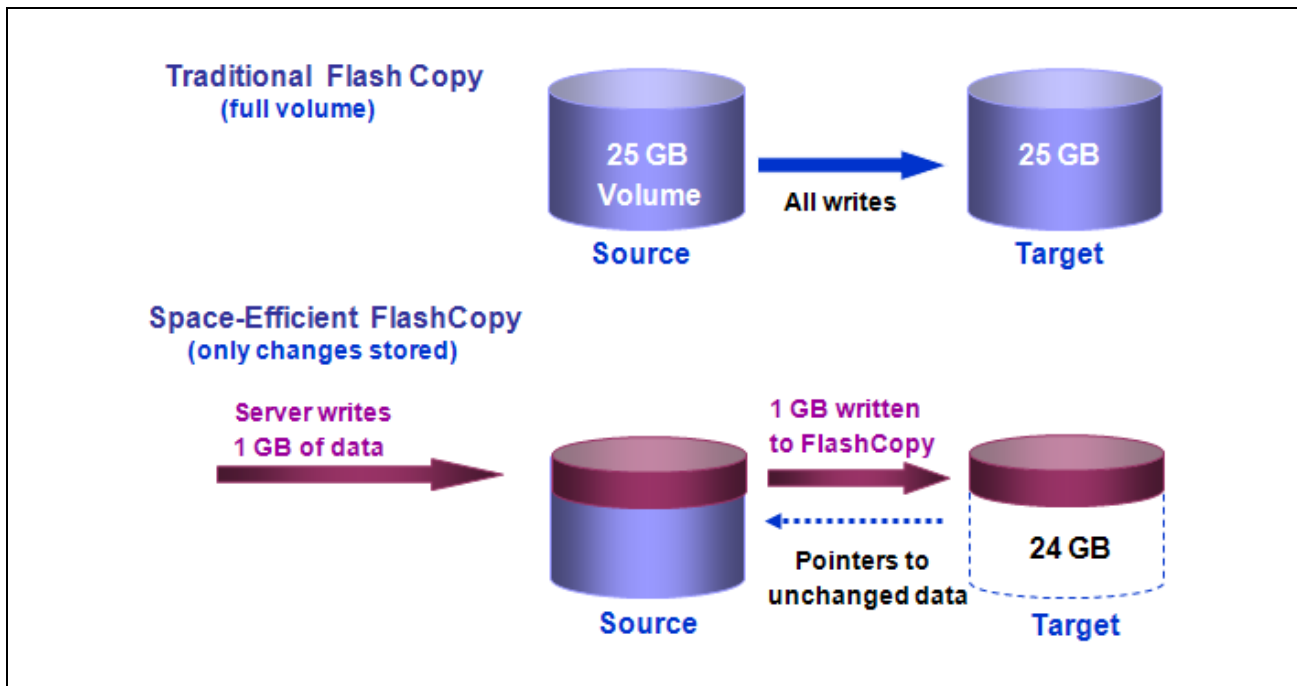 Traditional Flash Copy
(full volume)
25 GB
Volume
All writes
25 GB
Source
Target
Space-Efficient FlashCopy
(only changes stored)
Server writes
1 GB of data
1 GB written
to FlashCopy
Pointers to
unchanged data
24 GB
Source
Target